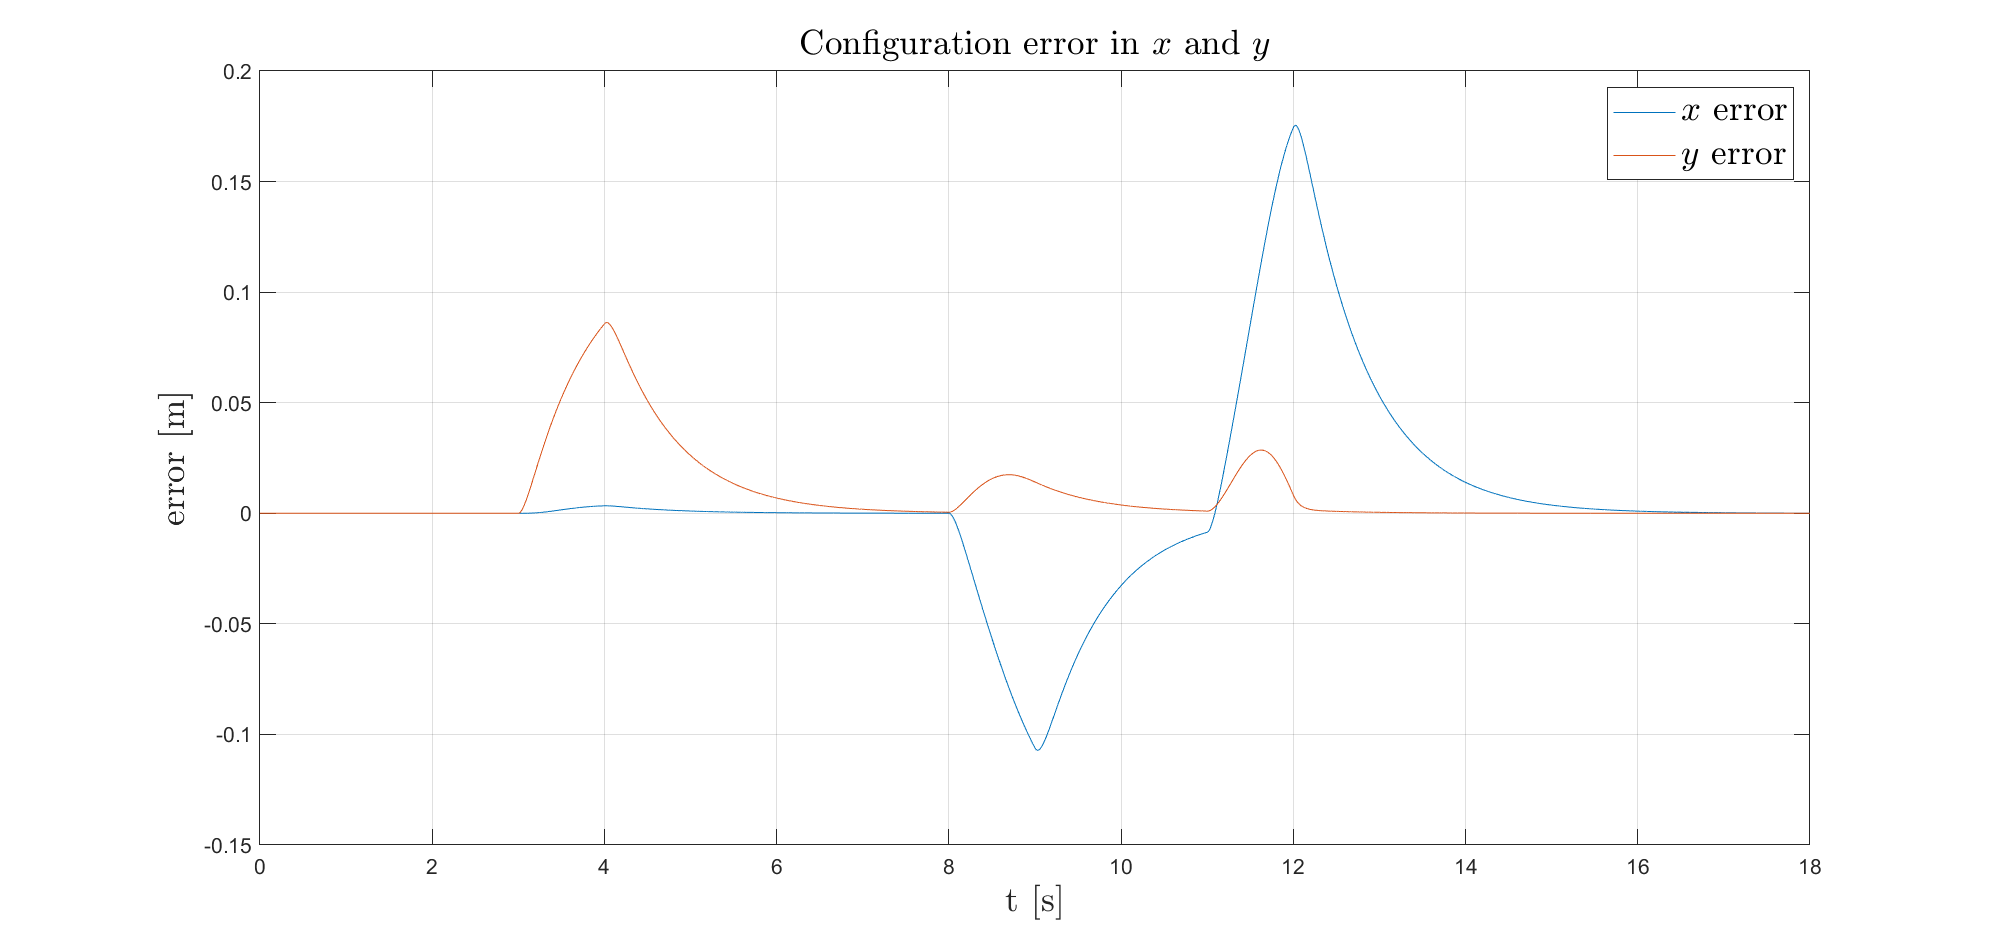 Configuration error in x and y
0.2
0.15
0.1
0.05
0
-0.05
-0.1
-0.15
error [m]
x error
y error
0 2 4 6 8 10 12 14 16 18
t [s]